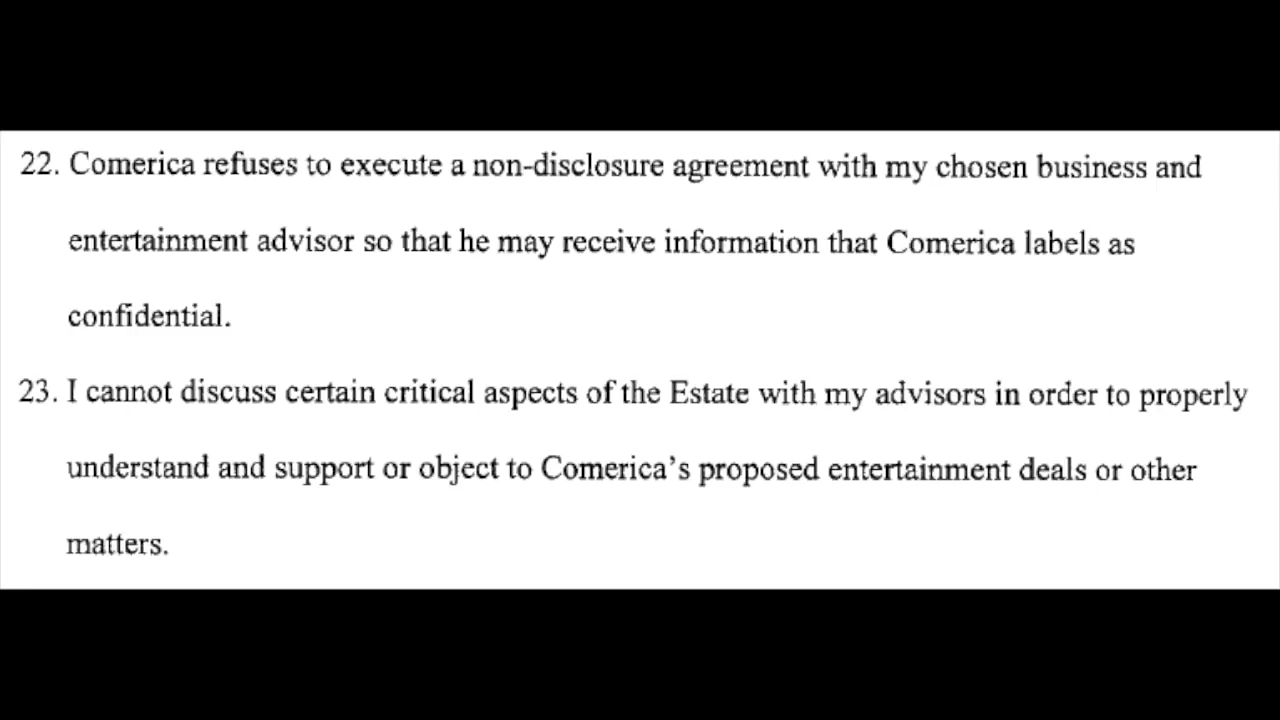 22. Comerica refuses to execute a non-disclosure agreement with my chosen business and
entertainment advisor so that he may receive information that Comerica labels as
confidential.
23. I cannot discuss certain critical aspects of the Estate with my advisors in order to properly
understand and support or object to Comerica's proposed entertainment deals or other
matters.